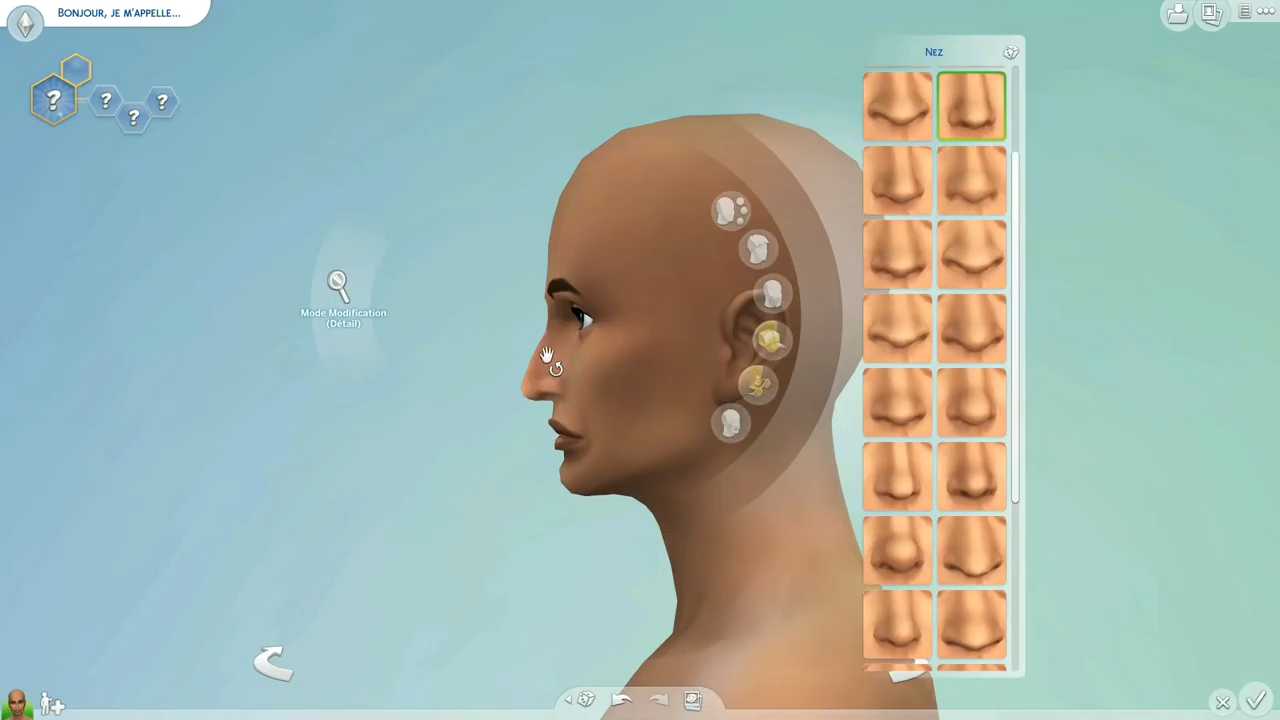 BONJOUR, JE M'APPELLE...
NEZ
Mode Modification
(Détail)
?
?
?
?